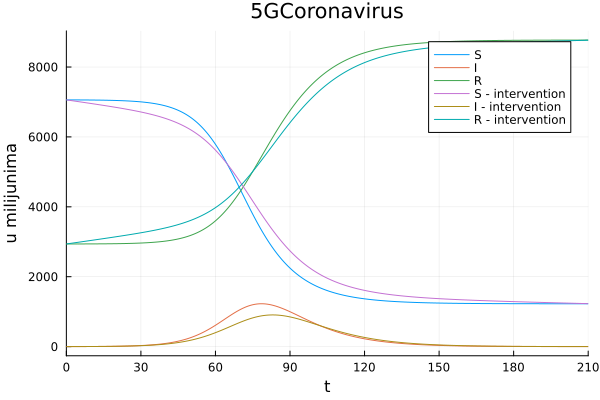 5GCoronavirus
u milijunima
8000
6000
4000
2000
0
S
I
R
S - intervention
I - intervention
R - intervention
0 30 60 90 120 150 180 210
t